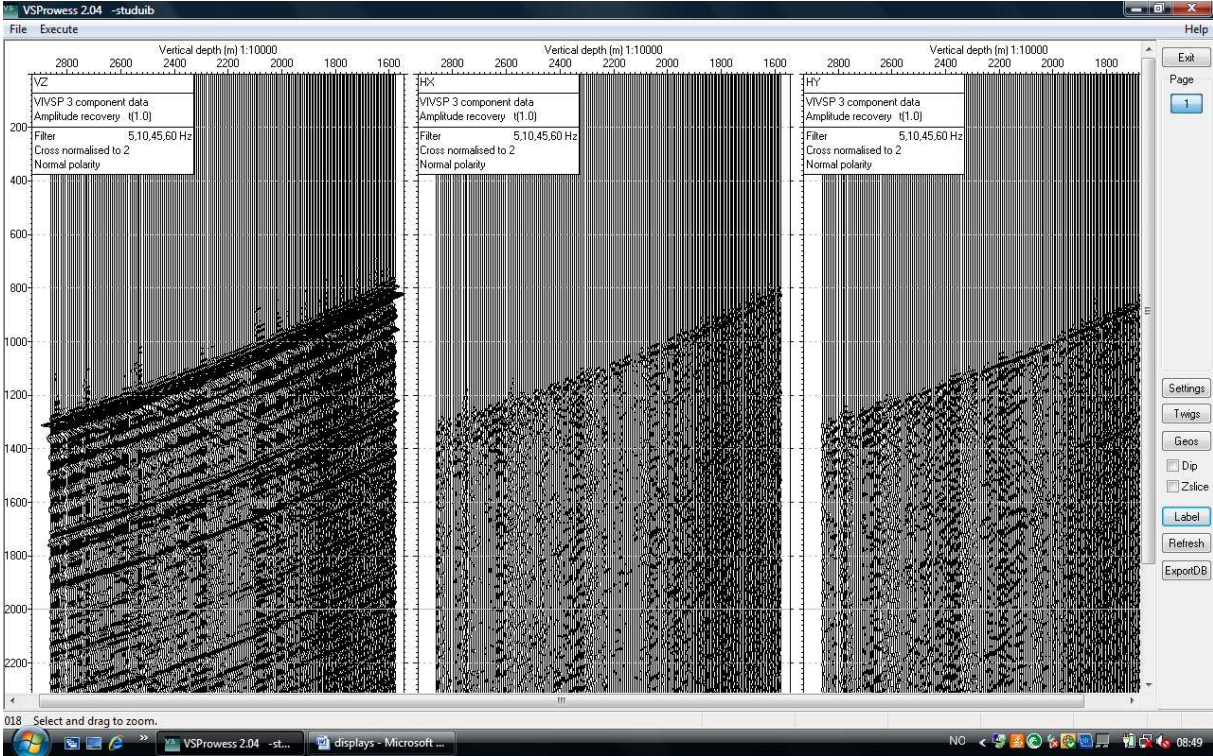 VSProwess 2.04 -studuib
File Execute Help
Vertical depth (m) 1:10000 Vertical depth (m) 1:10000 Vertical depth (m) 1:10000
2800 2600 2400 2200 2000 1800 1600 2800 2600 2400 2200 2000 1800 1600 2800 2600 2400 2200 2000 1800
VZ HX HY
VIVSP 3 component data VIVSP 3 component data VIVSP 3 component data
Amplitude recovery t(1.0) Amplitude recovery t(1.0) Amplitude recovery t(1.0)
Filter 5,10,45,60 Hz Filter 5,10,45,60 Hz Filter 5,10,45,60 Hz
Cross normalised to 2 Cross normalised to 2 Cross normalised to 2
Normal polarity Normal polarity Normal polarity
200
400
600
800
1000
1200
1400
1600
1800
2000
2200
Exit
Page
1
Settings
Twigs
Geos
Dip
Zslice
Label
Refresh
ExportDB
018 Select and drag to zoom.
VSProwess 2.04 -st... displays - Microsoft ... NO 08:49